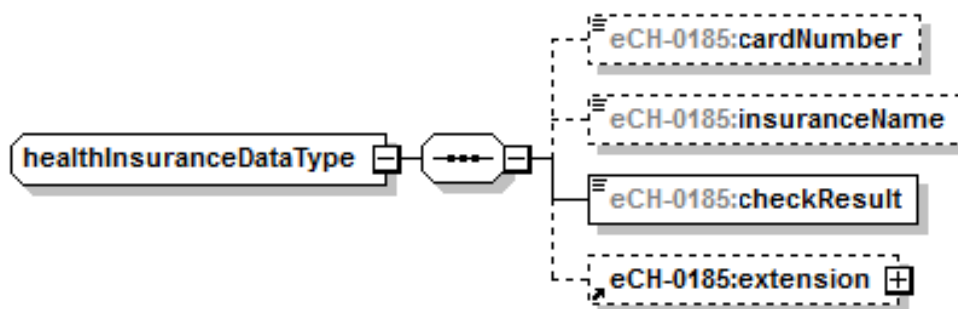 eCH-0185:cardNumber
eCH-0185:insuranceName
healthInsuranceDataType
eCH-0185:checkResult
eCH-0185:extension